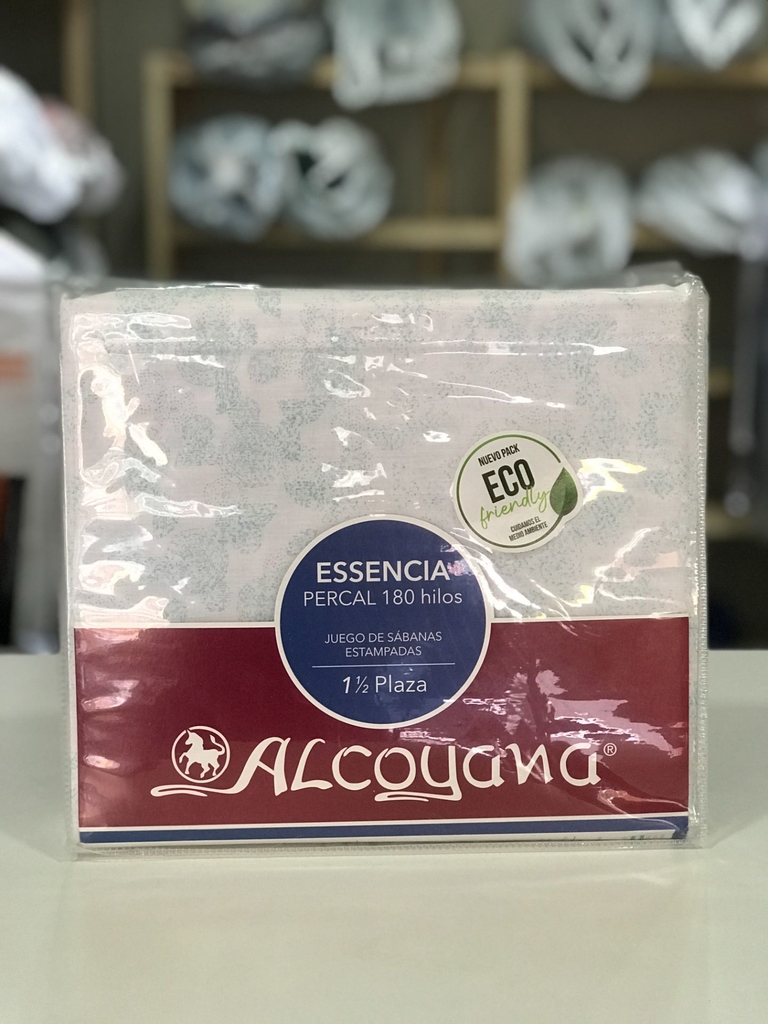 NUEVO PACK
ECO
friendly
CUIDAMOS EL
MEDIO AMBIENTE
ESSENCIA
PERCAL 180 hilos
JUEGO DE SÁBANAS
ESTAMPADAS
1½ Plaza
ALCOYANA®